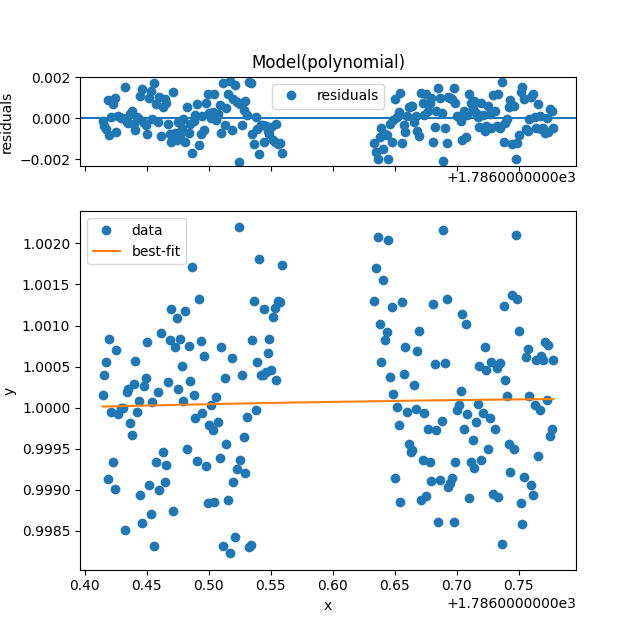 Model(polynomial)
residuals
0.002
0.000
−0.002
residuals
+1.7860000000e3
y
1.0020
1.0015
1.0010
1.0005
1.0000
0.9995
0.9990
0.9985
data
best-fit
0.40 0.45 0.50 0.55 0.60 0.65 0.70 0.75
x
+1.7860000000e3